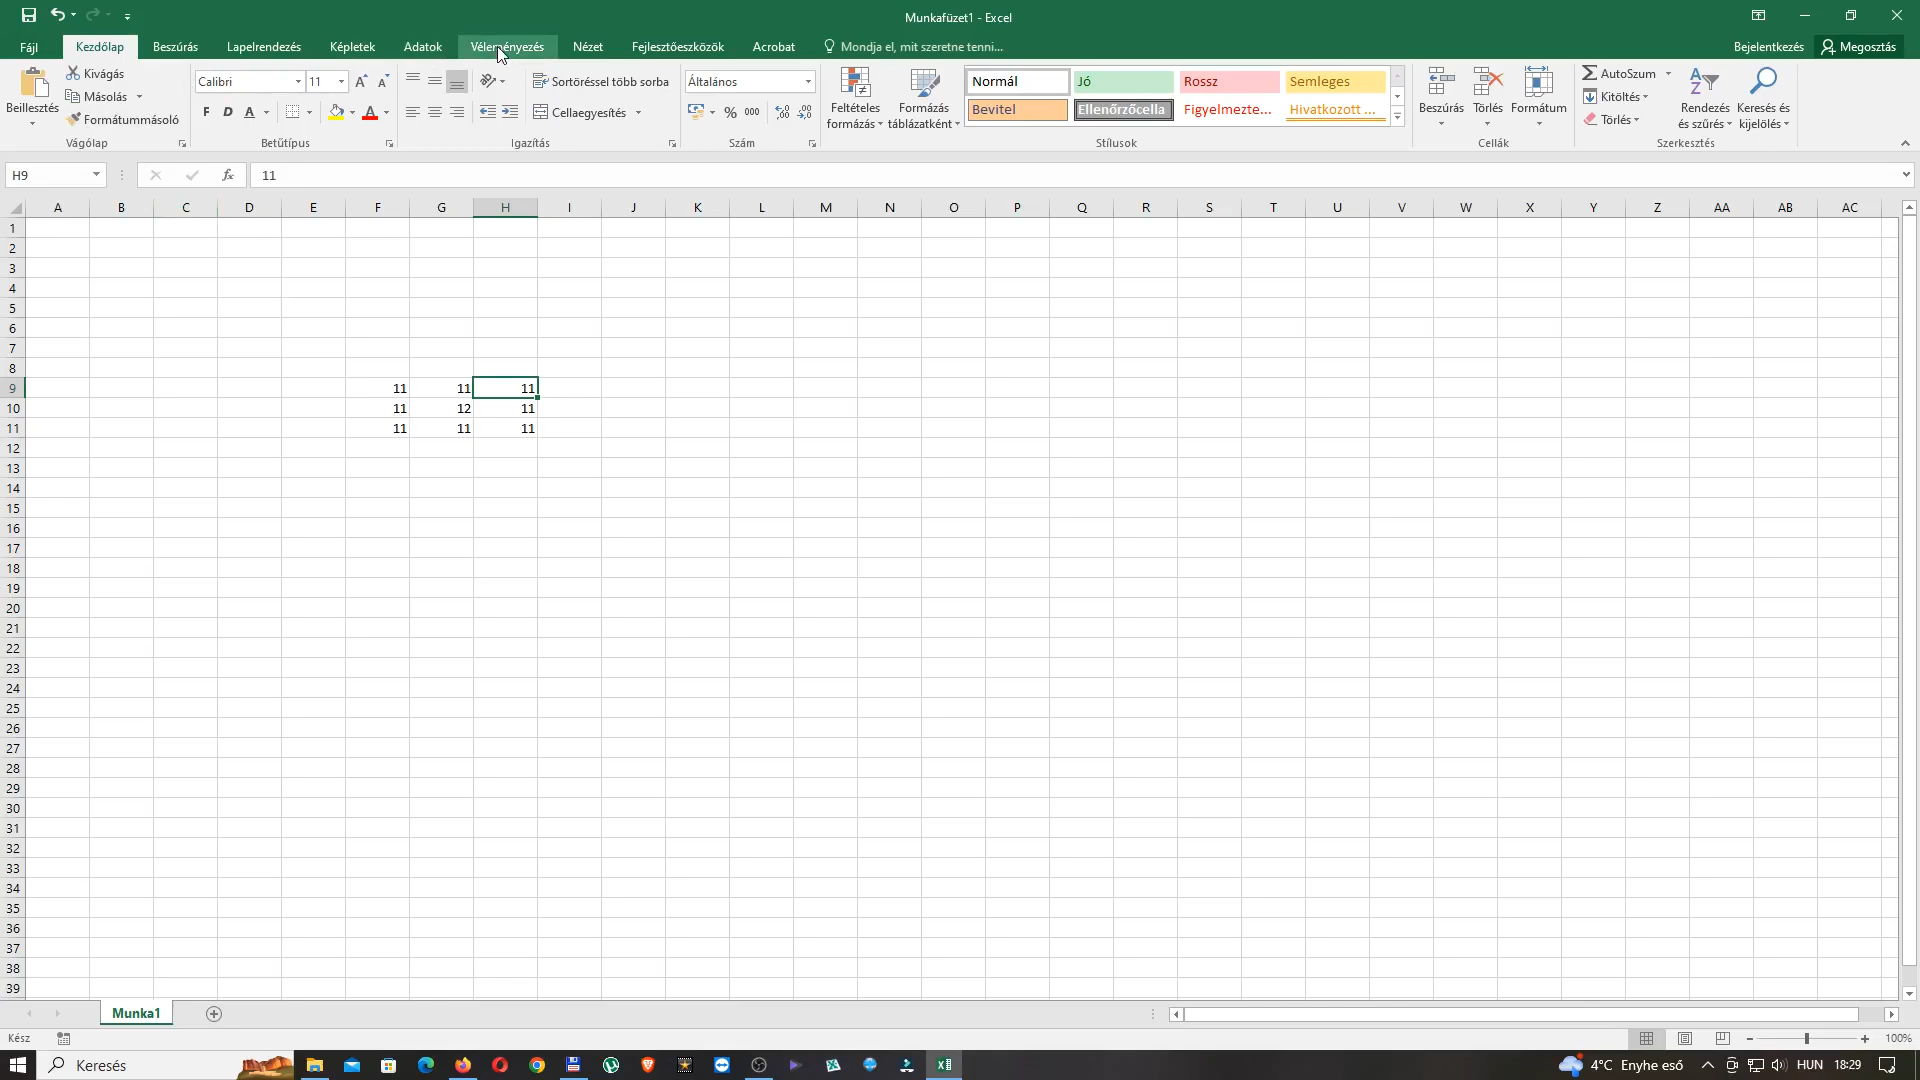 Munkafüzet1 - Excel
Fájl Kezdőlap Beszúrás Lapelrendezés Képletek Adatok Véleményezés Nézet Fejlesztőeszközök Acrobat Mondja el, mit szeretne tenni... Bejelentkezés Megosztás
Beillesztés
Kivágás
Másolás
Formátummásoló
Vágólap
Calibri 11
F D A
A
Betűtípus
Sortöréssel több sorba
Cellaegyesítés
Igazítás
Általános
% 000
Szám
Feltételes formázás
Formázás táblázatként
Normál Jó Rossz Semleges
Bevitel Ellenőrzőcella Figyelmezte... Hivatkozott ...
Stílusok
Beszúrás Törlés Formátum
Cellák
AutoSzum
Kitöltés
Törlés
Rendezés és szűrés
Keresés és kijelölés
Szerkesztés
H9 fx 11
A B C D E F G H I J K L M N O P Q R S T U V W X Y Z AA AB AC
1
2
3
4
5
6
7
8
9 11 11 11
10 11 12 11
11 11 11 11
12
13
14
15
16
17
18
19
20
21
22
23
24
25
26
27
28
29
30
31
32
33
34
35
36
37
38
39
Munka1
Kész 100%
Keresés 4°C Enyhe eső HUN 18:29